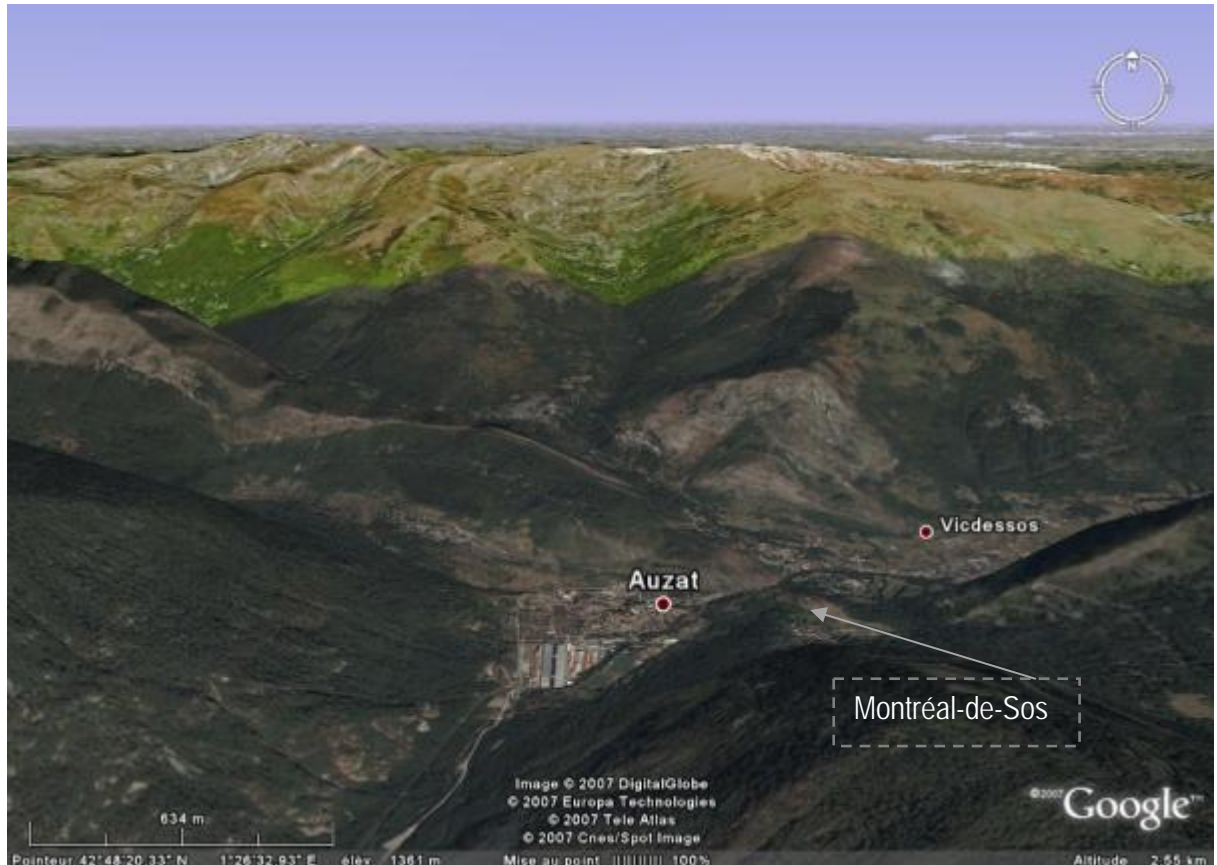 N
Vicdessos
Auzat
Montréal-de-Sos
Image © 2007 DigitalGlobe
© 2007 Europa Technologies
© 2007 Tele Atlas
© 2007 Cnes/Spot Image
©2007 Google™
634 m
Pointeur 42°48'20.33" N 1°26'32.93" E élév 1361 m Mise au point ||||||||| 100% Altitude 2.55 km